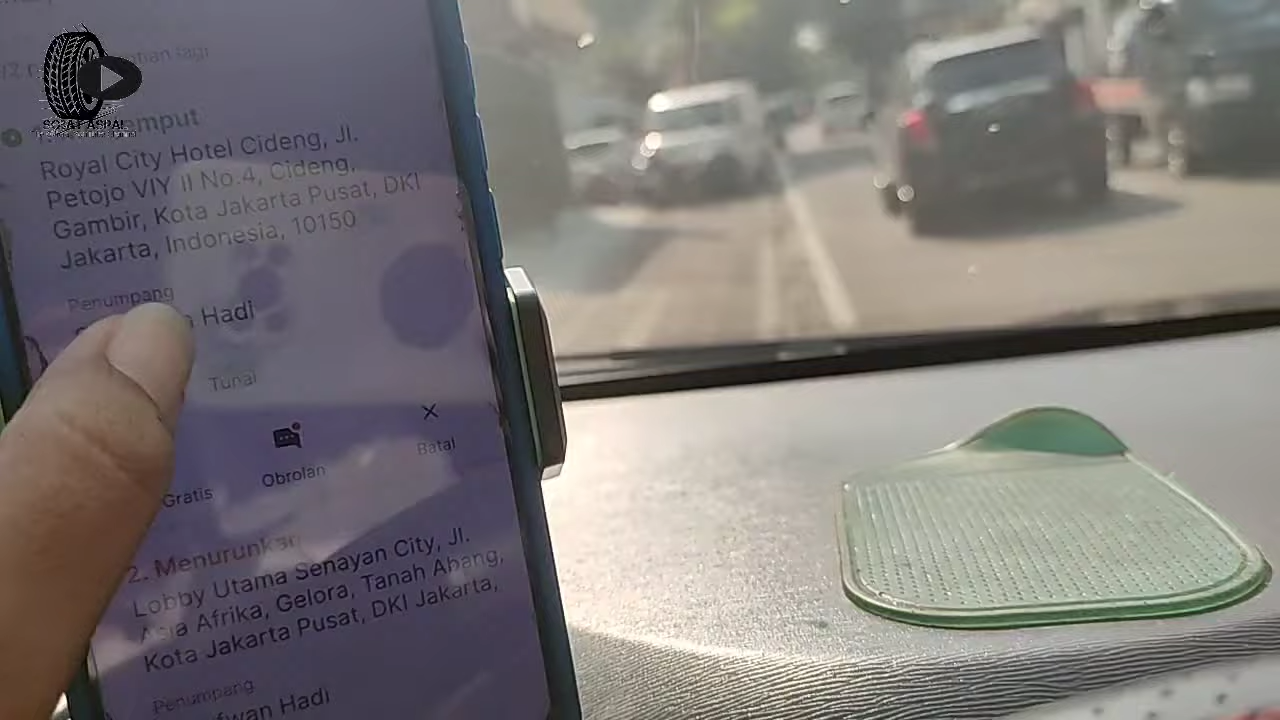 Royal City Hotel Cideng, Jl.
Petojo VIY II No.4, Cideng,
Gambir, Kota Jakarta Pusat, DKI
Jakarta, Indonesia, 10150
Penumpang
Hadi
Tunai
Obrolan
Batal
Gratis
2. Menurunkan
Lobby Utama Senayan City, Jl.
Asia Afrika, Gelora, Tanah Abang,
Kota Jakarta Pusat, DKI Jakarta,
Penumpang
Hadi